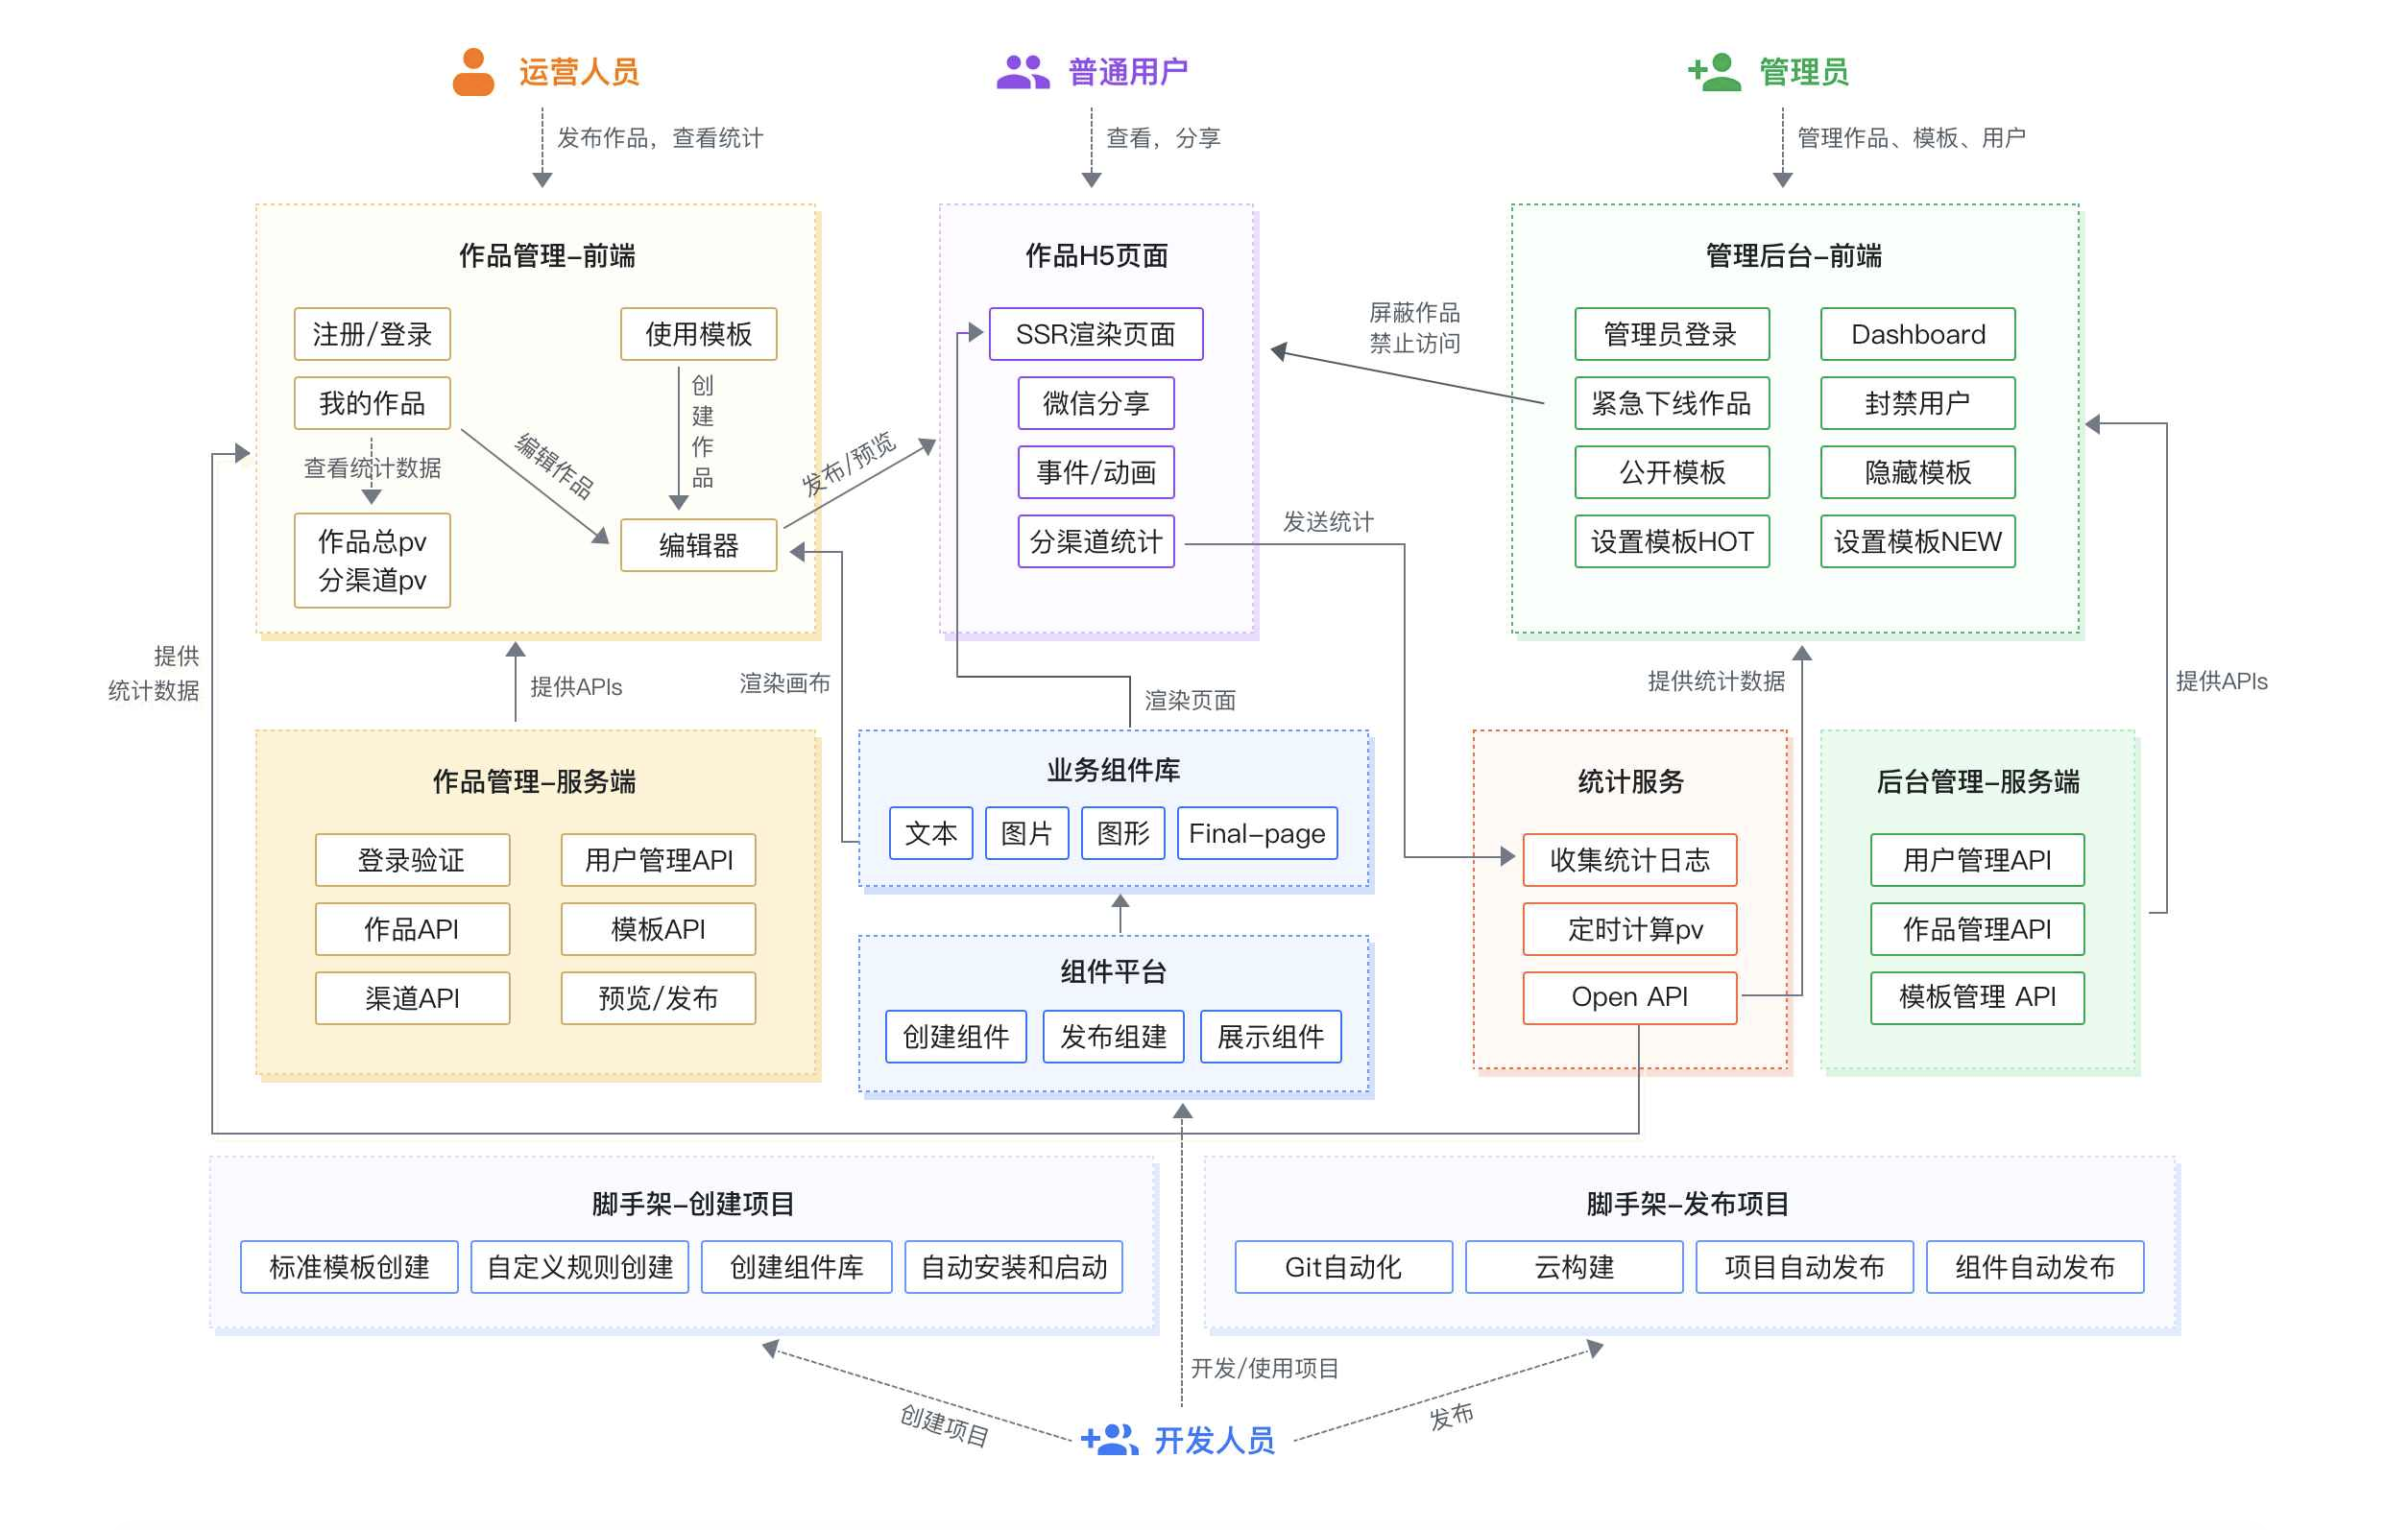 运营人员
普通用户
管理员
发布作品，查看统计
查看，分享
管理作品、模板、用户
作品管理-前端
注册/登录
使用模板
我的作品
创
建
作
品
编辑作品
查看统计数据
作品总pv
分渠道pv
编辑器
发布/预览
作品H5页面
SSR渲染页面
微信分享
事件/动画
分渠道统计
屏蔽作品
禁止访问
发送统计
管理后台-前端
管理员登录
Dashboard
紧急下线作品
封禁用户
公开模板
隐藏模板
设置模板HOT
设置模板NEW
提供
统计数据
提供APIs
渲染画布
渲染页面
提供统计数据
提供APIs
作品管理-服务端
登录验证
用户管理API
作品API
模板API
渠道API
预览/发布
业务组件库
文本
图片
图形
Final-page
组件平台
创建组件
发布组建
展示组件
统计服务
收集统计日志
定时计算pv
Open API
后台管理-服务端
用户管理API
作品管理API
模板管理 API
脚手架-创建项目
标准模板创建
自定义规则创建
创建组件库
自动安装和启动
脚手架-发布项目
Git自动化
云构建
项目自动发布
组件自动发布
创建项目
开发/使用项目
发布
开发人员